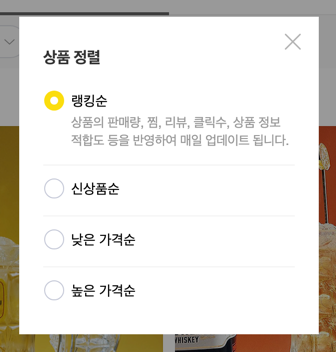 상품 정렬
랭킹순
상품의 판매량, 찜, 리뷰, 클릭수, 상품 정보
적합도 등을 반영하여 매일 업데이트 됩니다.
신상품순
낮은 가격순
높은 가격순
WHISKEY